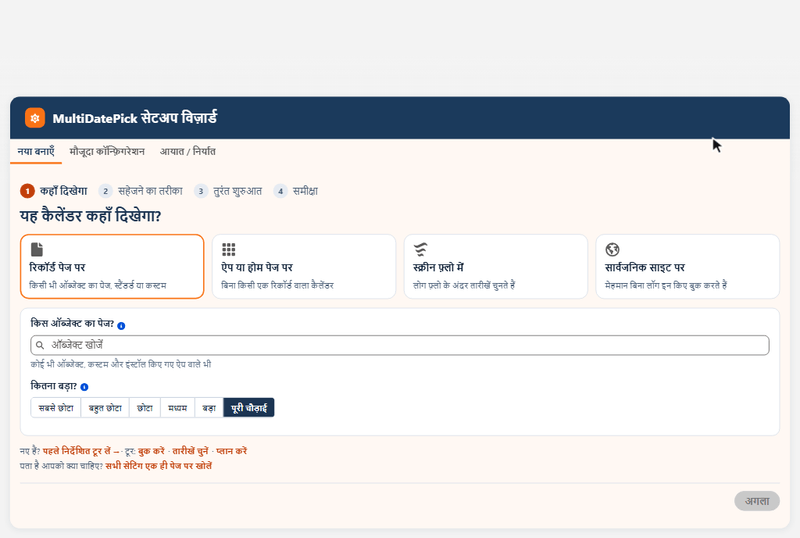 MultiDatePick सेटअप विज़ार्ड
नया बनाएँ मौजूदा कॉन्फ़िगरेशन आयात / निर्यात
1 कहाँ दिखेगा 2 सहेजने का तरीका 3 तुरंत शुरुआत 4 समीक्षा
यह कैलेंडर कहाँ दिखेगा?
रिकॉर्ड पेज पर
किसी भी ऑब्जेक्ट का पेज, स्टैंडर्ड या कस्टम
ऐप या होम पेज पर
बिना किसी एक रिकॉर्ड वाला कैलेंडर
स्क्रीन फ़्लो में
लोग फ़्लो के अंदर तारीखें चुनते हैं
सार्वजनिक साइट पर
मेहमान बिना लॉग इन किए बुक करते हैं
किस ऑब्जेक्ट का पेज?
ऑब्जेक्ट खोजें
कोई भी ऑब्जेक्ट, कस्टम और इंस्टॉल किए गए ऐप वाले भी
कितना बड़ा?
सबसे छोटा बहुत छोटा छोटा मध्यम बड़ा पूरी चौड़ाई
नए हैं? पहले निर्देशित टूर लें → · टूर: बुक करें · तारीखें चुनें · प्लान करें
पता है आपको क्या चाहिए? सभी सेटिंग एक ही पेज पर खोलें
अगला